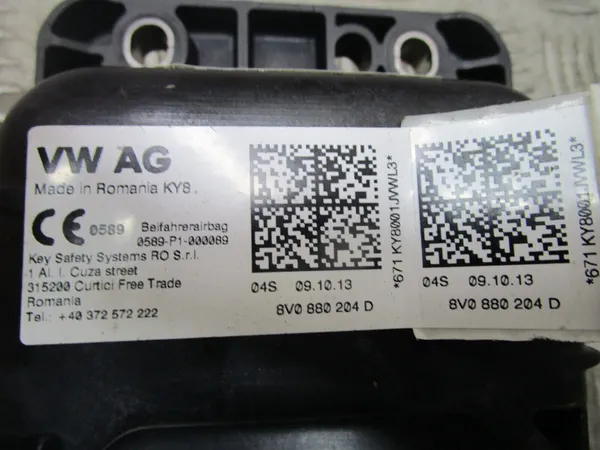 VW AG
Made in Romania KY8.
CE 0589 Beifahrerairbag
0589-P1-000089
Key Safety Systems RO S.r.l.
1 Al. I. Cuza street
315200 Curtici Free Trade
Romania
Tel.: +40 372 572 222
04S 09.10.13
8V0 880 204 D
*671 KY8001JVWL3*
04S 09.10.13
8V0 880 204 D
*671 KY8001JVWL3*